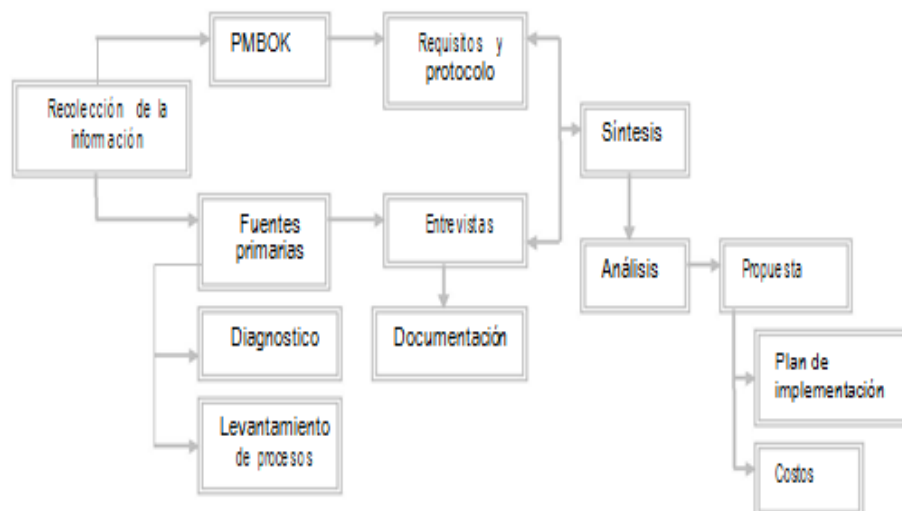 PMBOK
Requisitos y
protocolo
Recolección de la
información
Síntesis
Fuentes
primarias
Entrevistas
Análisis
Propuesta
Diagnostico
Documentación
Plan de
implementación
Levantamiento
de procesos
Costos